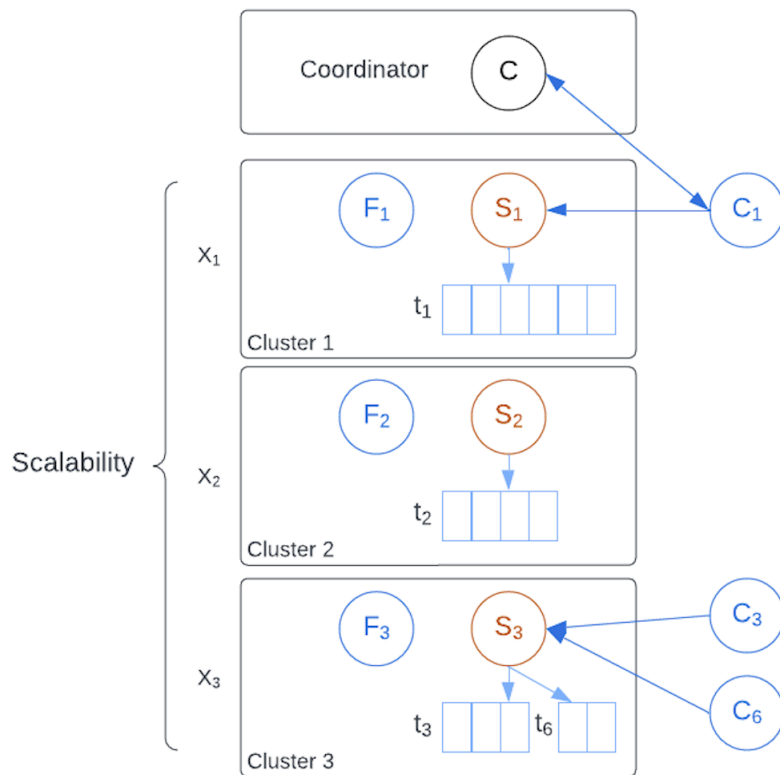 Coordinator C
F₁ S₁ C₁
X₁
t₁
Cluster 1
F₂ S₂
Scalability
X₂
t₂
Cluster 2
F₃ S₃ C₃
X₃
t₃ t₆ C₆
Cluster 3